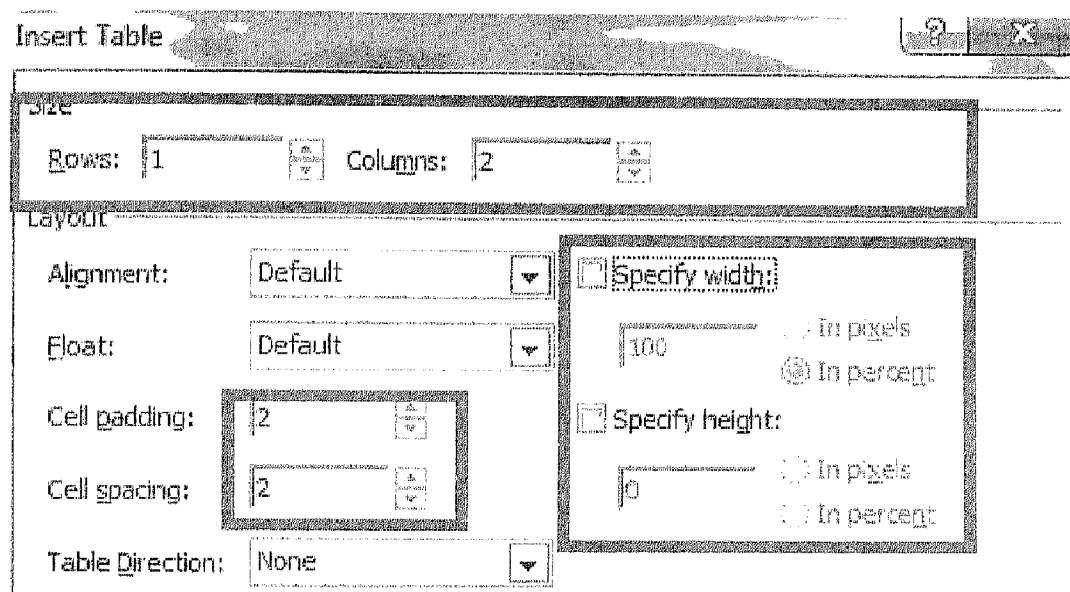 Insert Table
Size
Rows: 1 Columns: 2
Layout
Alignment: Default
Specify width:
Float: Default
100
In pixels
In percent
Cell padding: 2
Specify height:
Cell spacing: 2
0
In pixels
In percent
Table Direction: None